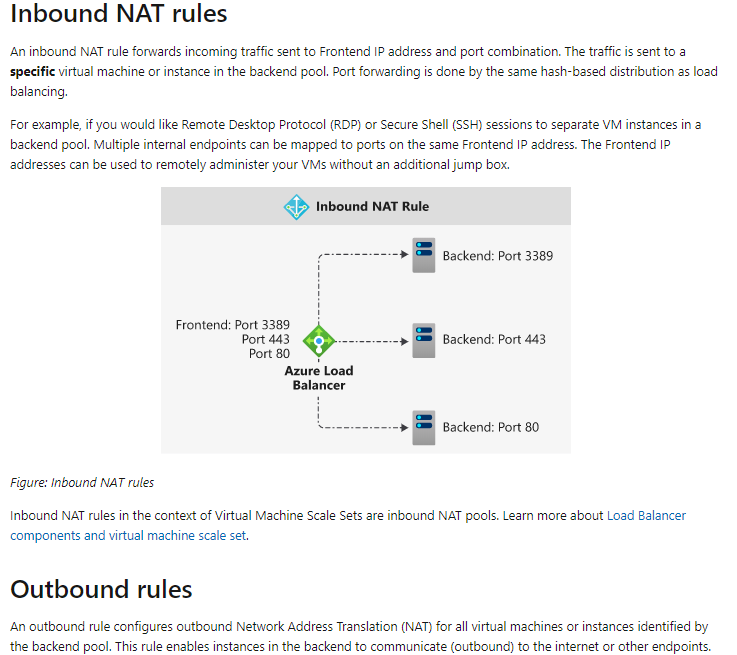 Inbound NAT rules
An inbound NAT rule forwards incoming traffic sent to Frontend IP address and port combination. The traffic is sent to a
specific virtual machine or instance in the backend pool. Port forwarding is done by the same hash-based distribution as load
balancing.
For example, if you would like Remote Desktop Protocol (RDP) or Secure Shell (SSH) sessions to separate VM instances in a
backend pool. Multiple internal endpoints can be mapped to ports on the same Frontend IP address. The Frontend IP
addresses can be used to remotely administer your VMs without an additional jump box.
Inbound NAT Rule
Backend: Port 3389
Frontend: Port 3389
Port 443
Port 80
Backend: Port 443
Azure Load
Balancer
Backend: Port 80
Figure: Inbound NAT rules
Inbound NAT rules in the context of Virtual Machine Scale Sets are inbound NAT pools. Learn more about Load Balancer
components and virtual machine scale set.
Outbound rules
An outbound rule configures outbound Network Address Translation (NAT) for all virtual machines or instances identified by
the backend pool. This rule enables instances in the backend to communicate (outbound) to the internet or other endpoints.